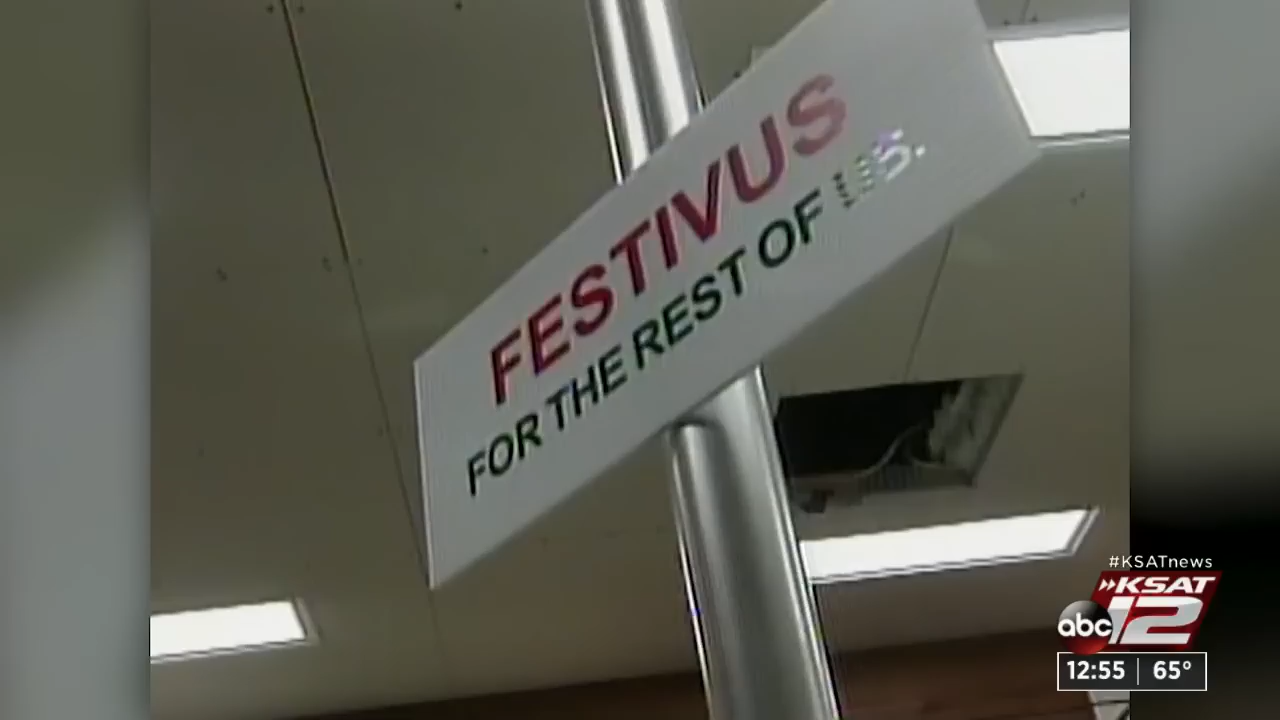 FESTIVUS
FOR THE REST OF US.
#KSATnews
KSAT
abc 12
12:55 65°